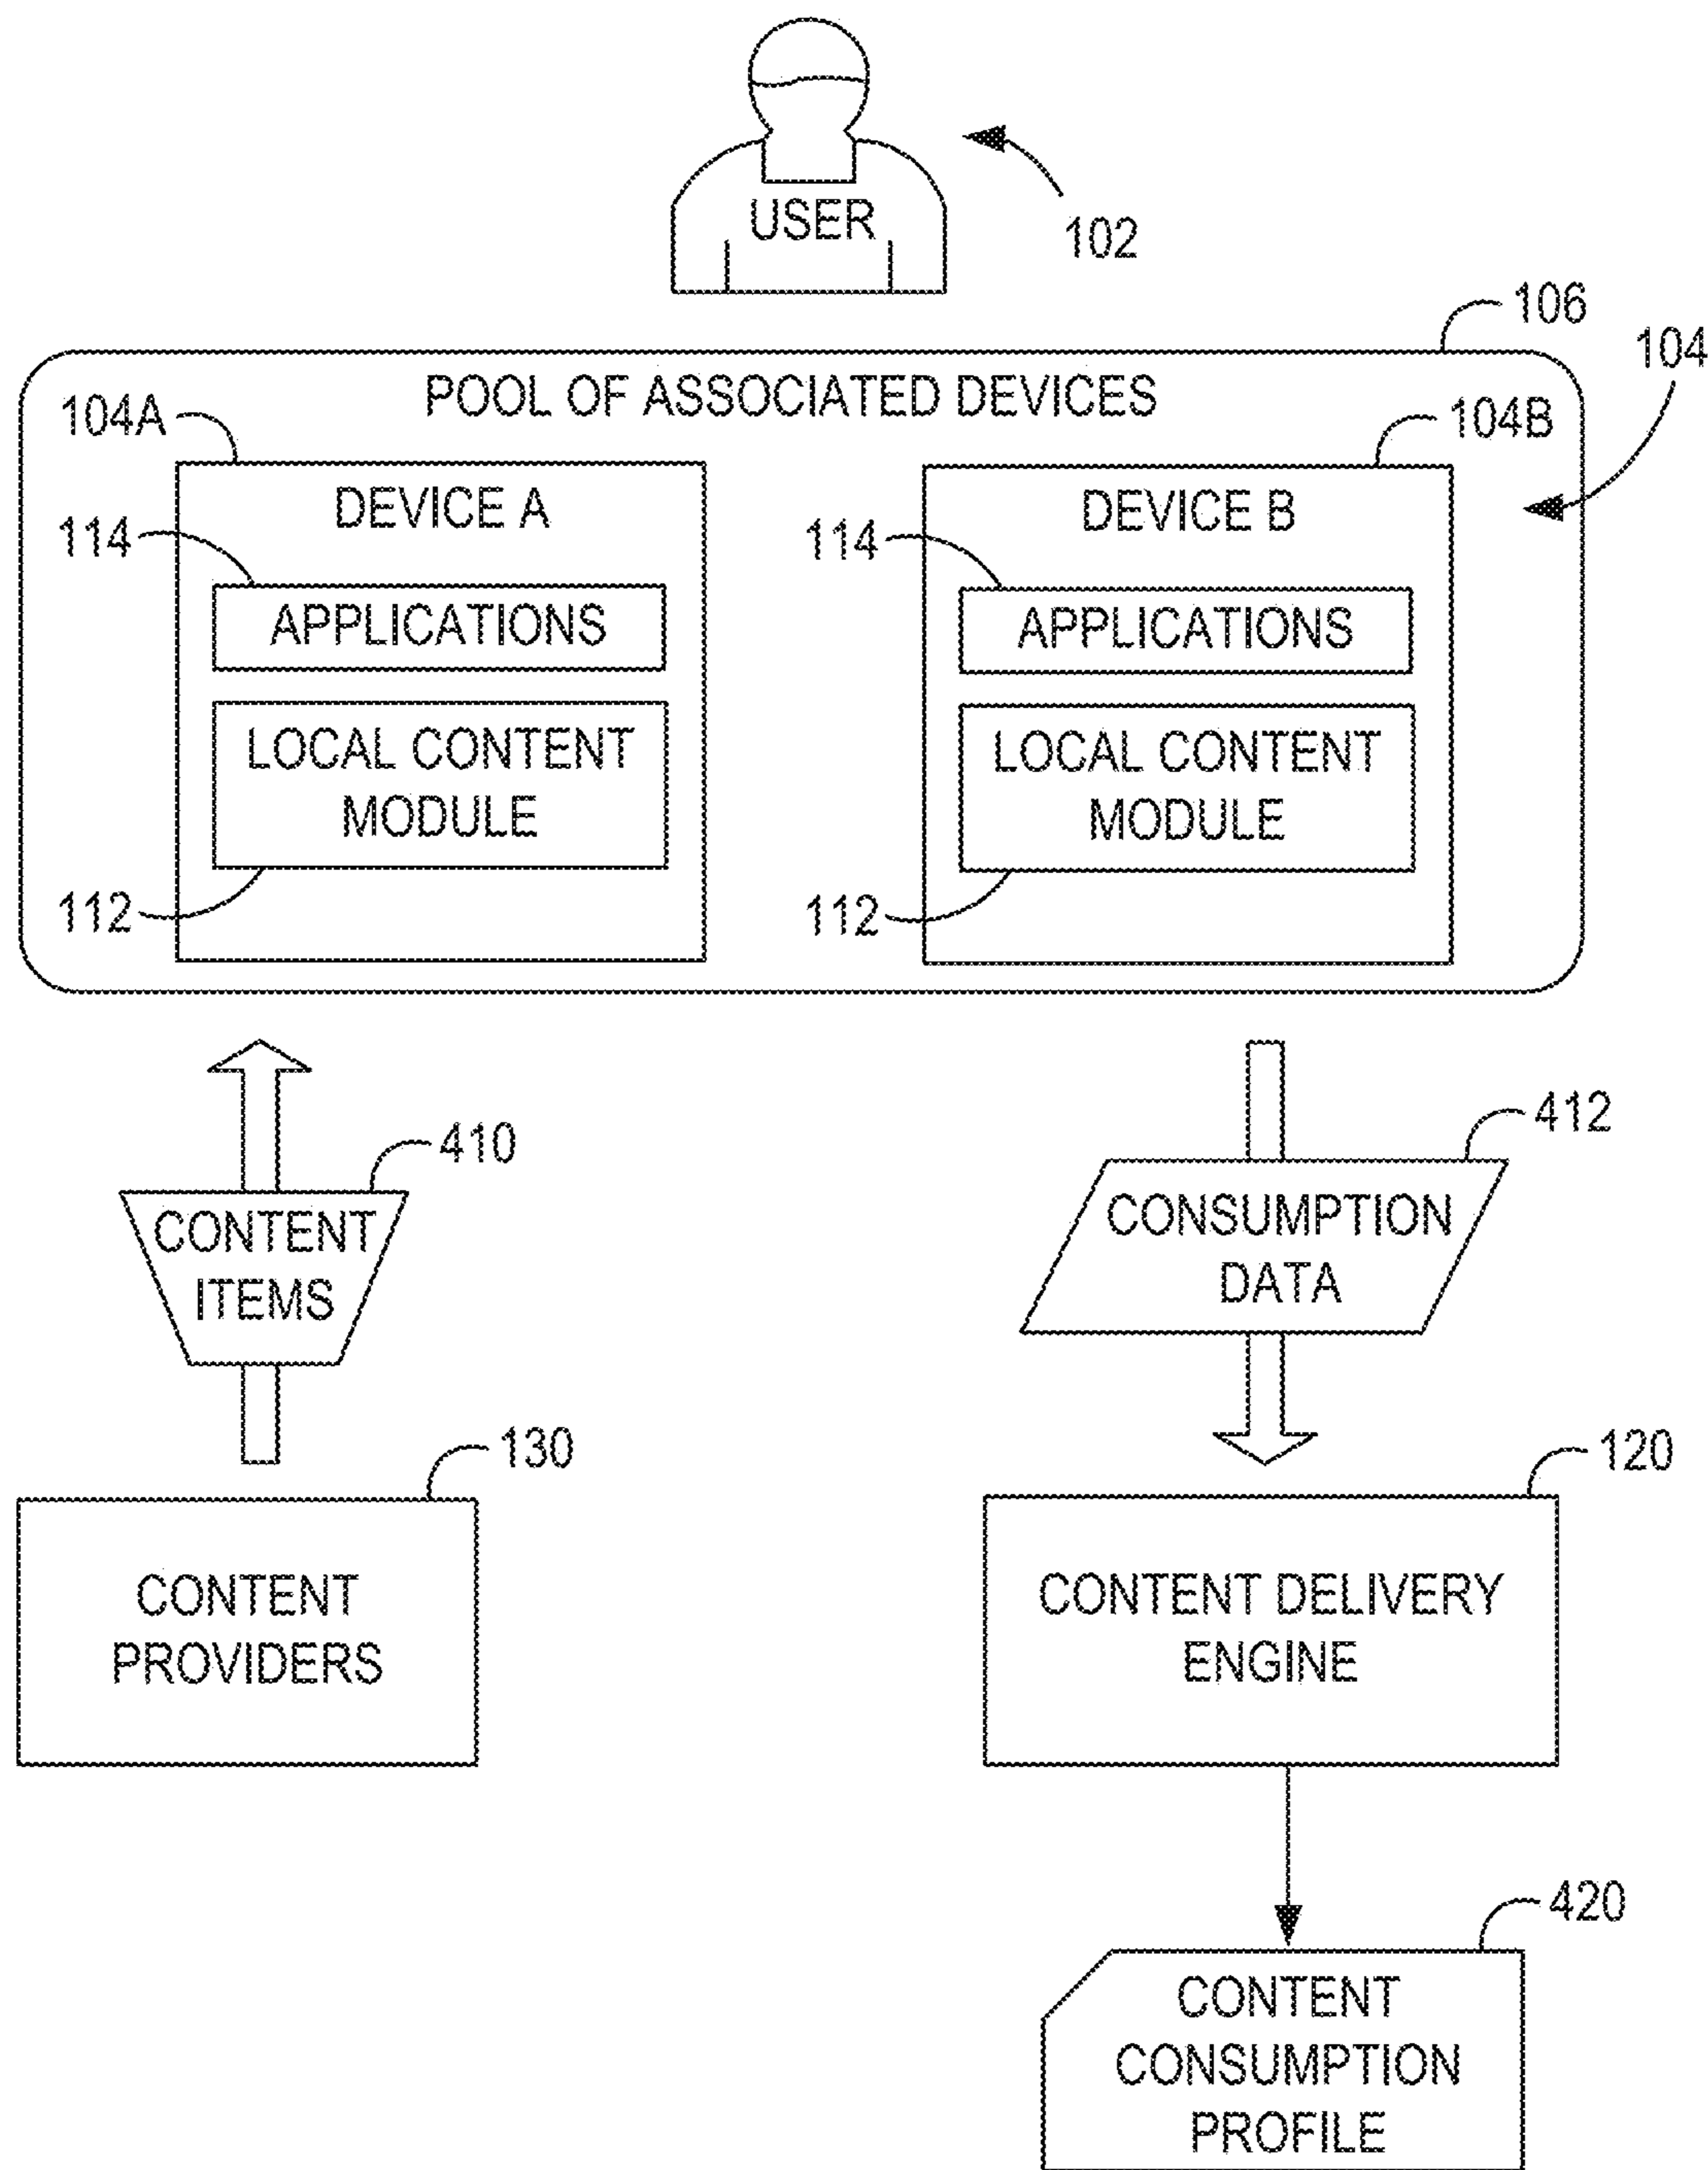 USER
102
106
104
POOL OF ASSOCIATED DEVICES
104A
104B
DEVICE A
DEVICE B
114
114
APPLICATIONS
APPLICATIONS
LOCAL CONTENT
MODULE
LOCAL CONTENT
MODULE
112
112
410
CONTENT
ITEMS
412
CONSUMPTION
DATA
130
CONTENT
PROVIDERS
120
CONTENT DELIVERY
ENGINE
420
CONTENT
CONSUMPTION
PROFILE